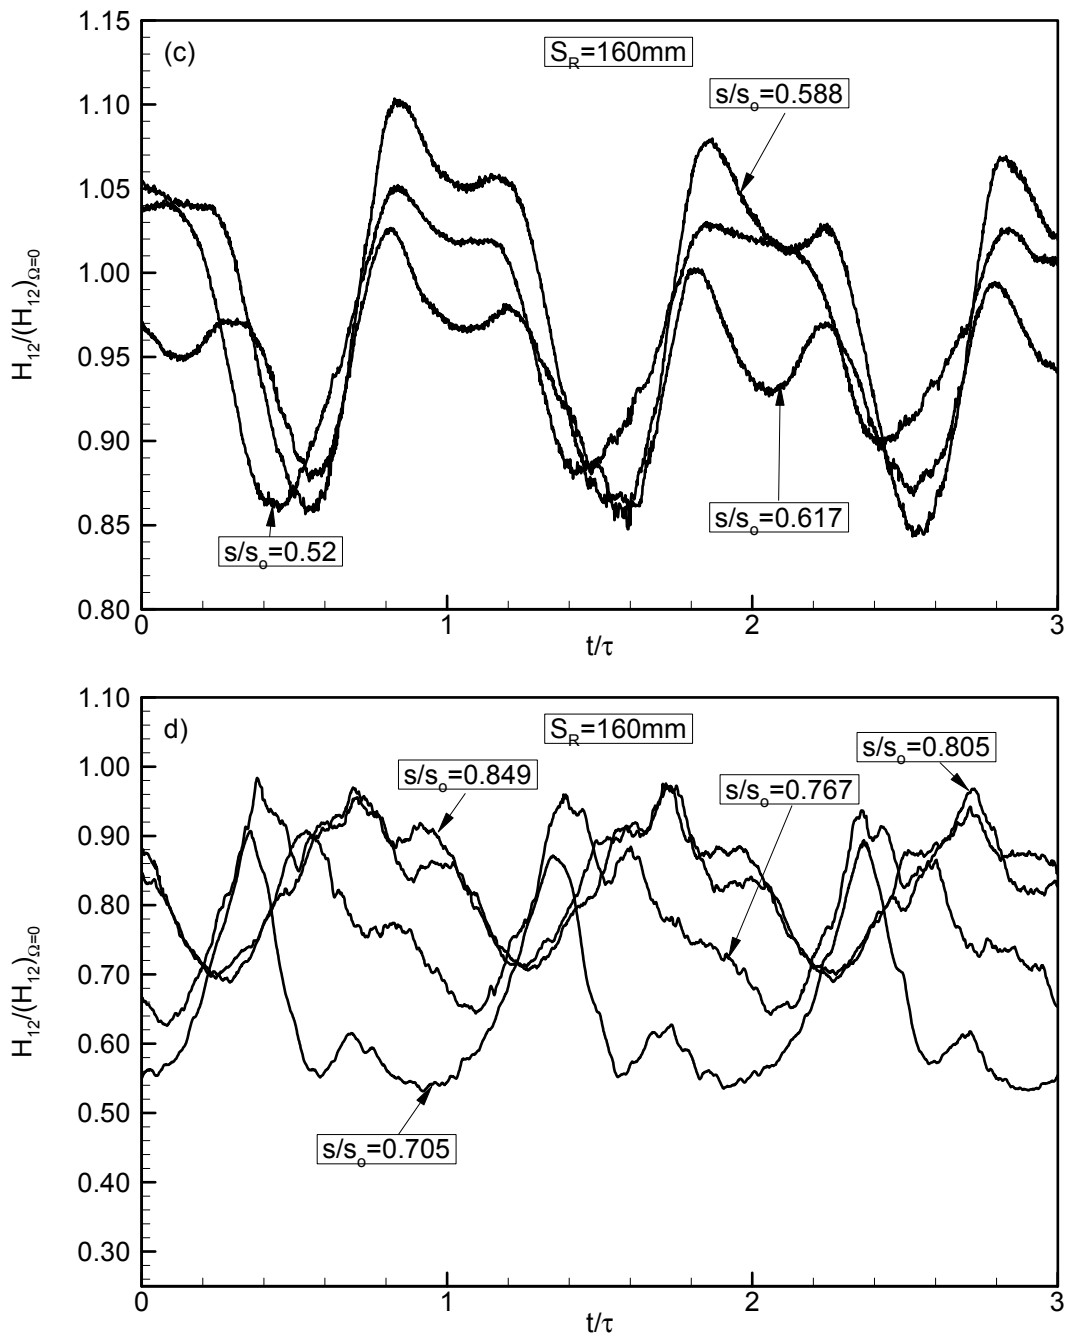 1.15
(c)
S_R=160mm
s/s_o=0.588
1.10
1.05
1.00
H_12/(H_12)_Ω=0
0.95
0.90
s/s_o=0.617
0.85
s/s_o=0.52
0.80
0 1 2 3
t/τ
1.10
d)
S_R=160mm
s/s_o=0.805
1.00
s/s_o=0.849
s/s_o=0.767
0.90
0.80
0.70
H_12/(H_12)_Ω=0
0.60
0.50
s/s_o=0.705
0.40
0.30
0 1 2 3
t/τ